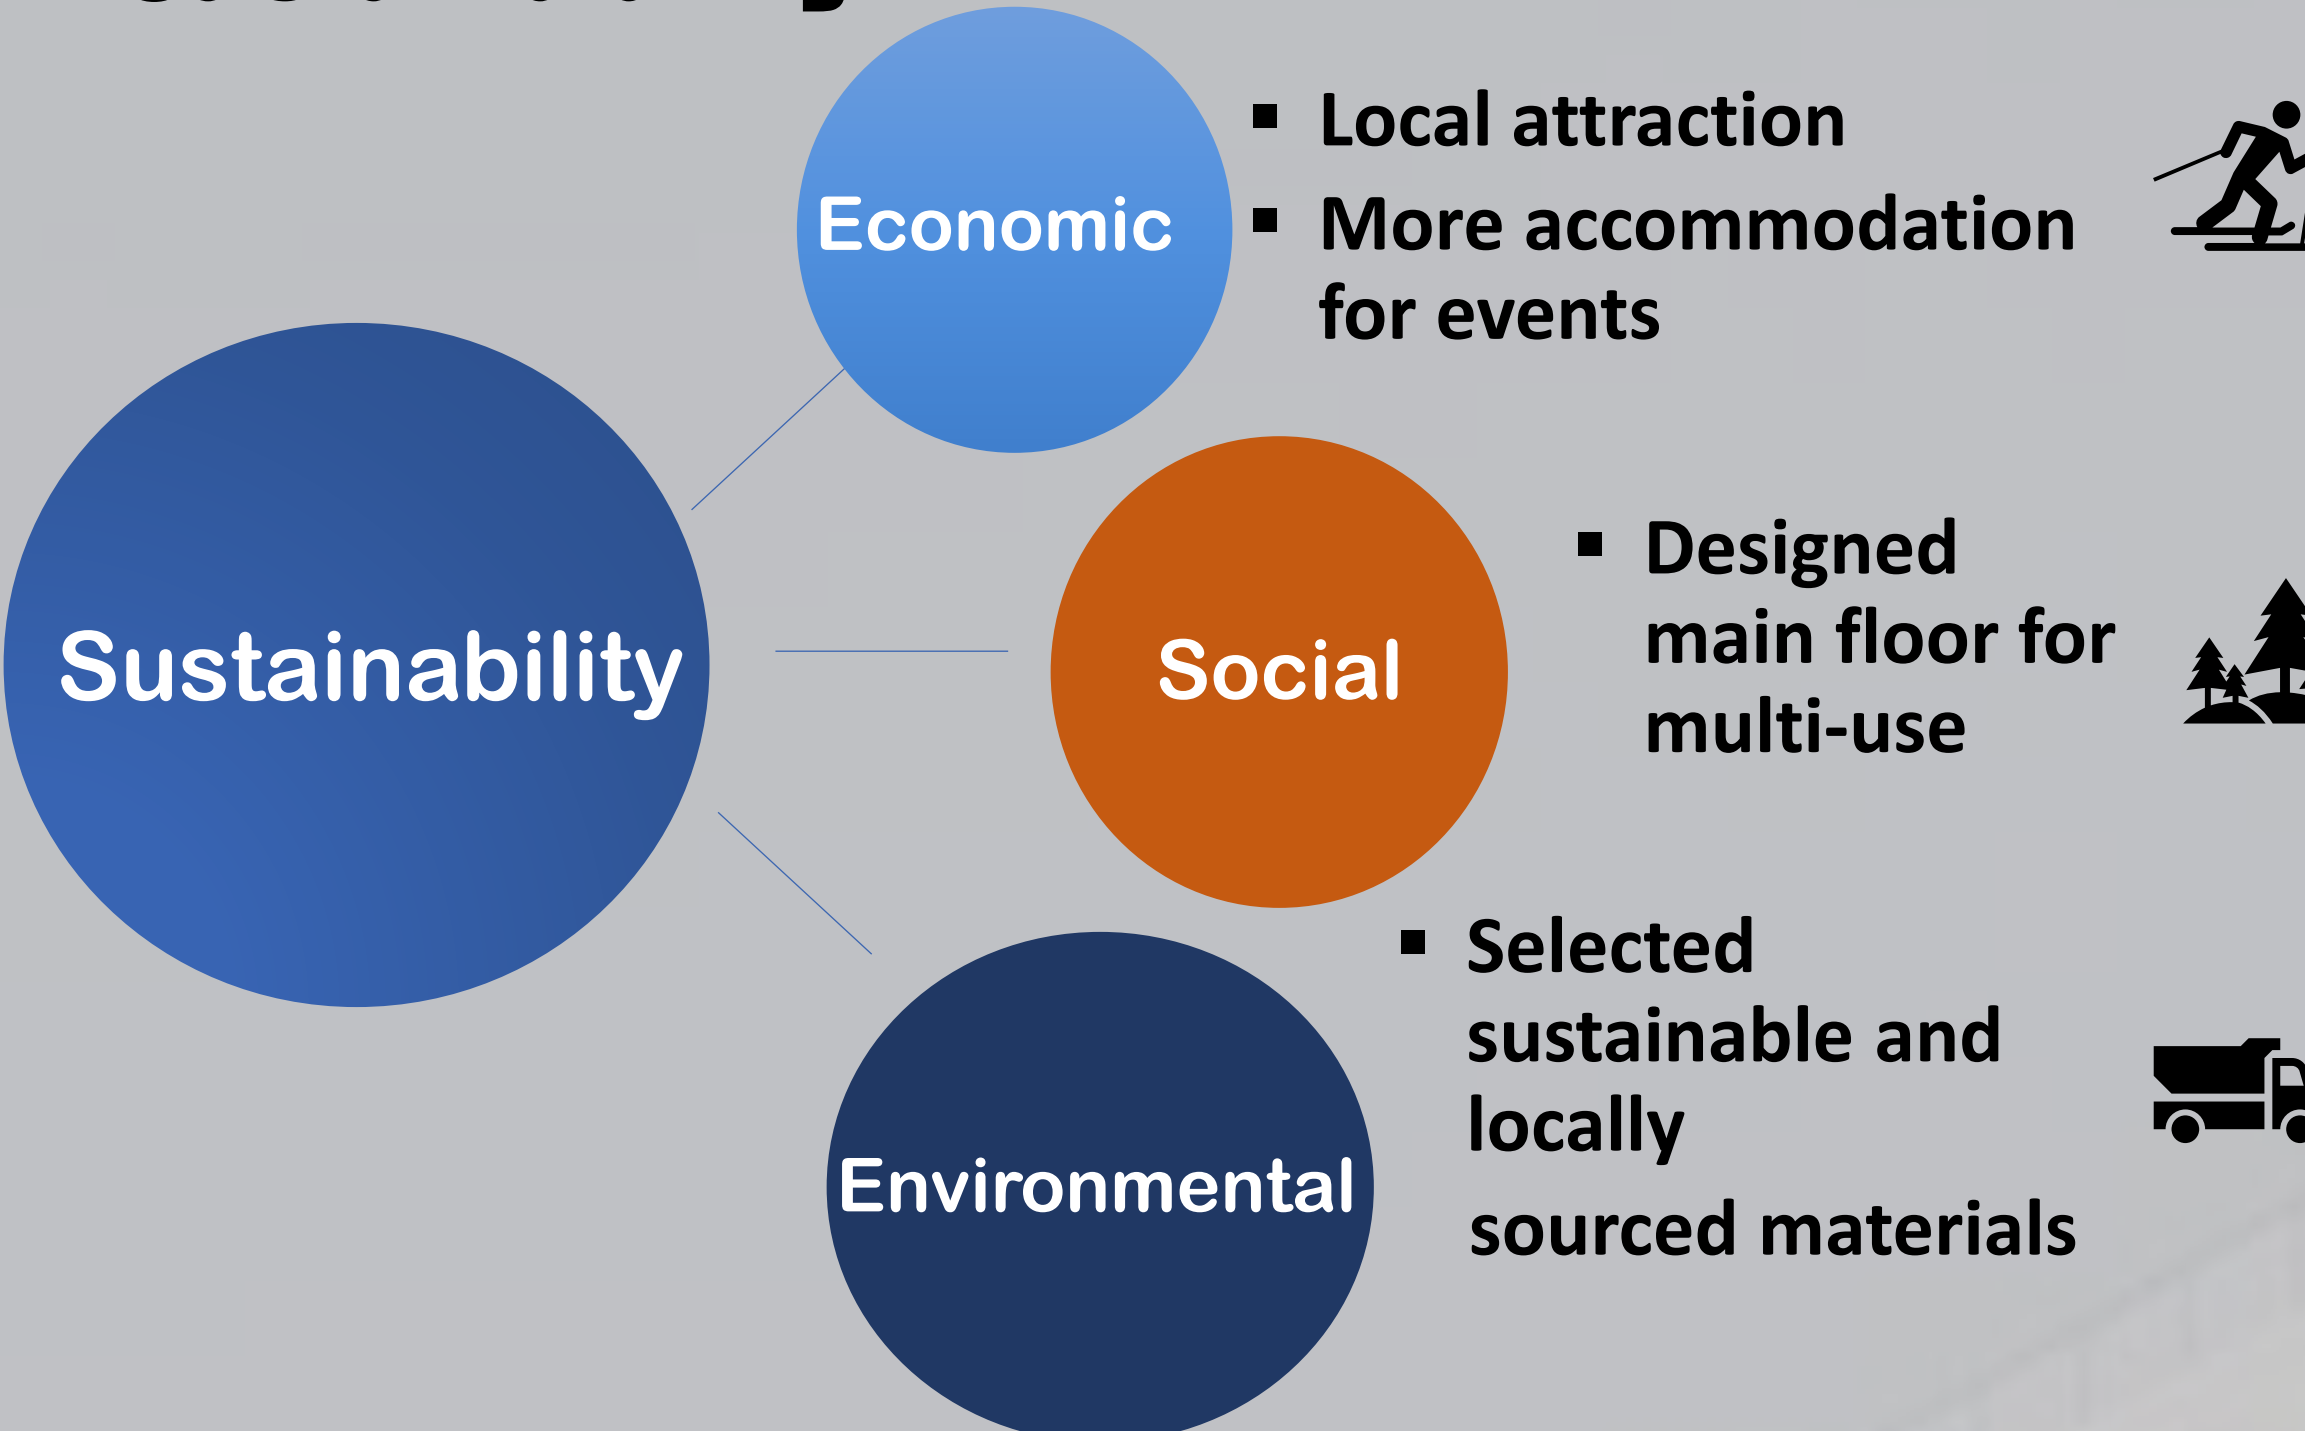 Economic
▪ Local attraction
▪ More accommodation
for events
Sustainability
Social
▪ Designed
main floor for
multi-use
Environmental
▪ Selected
sustainable and
locally
sourced materials